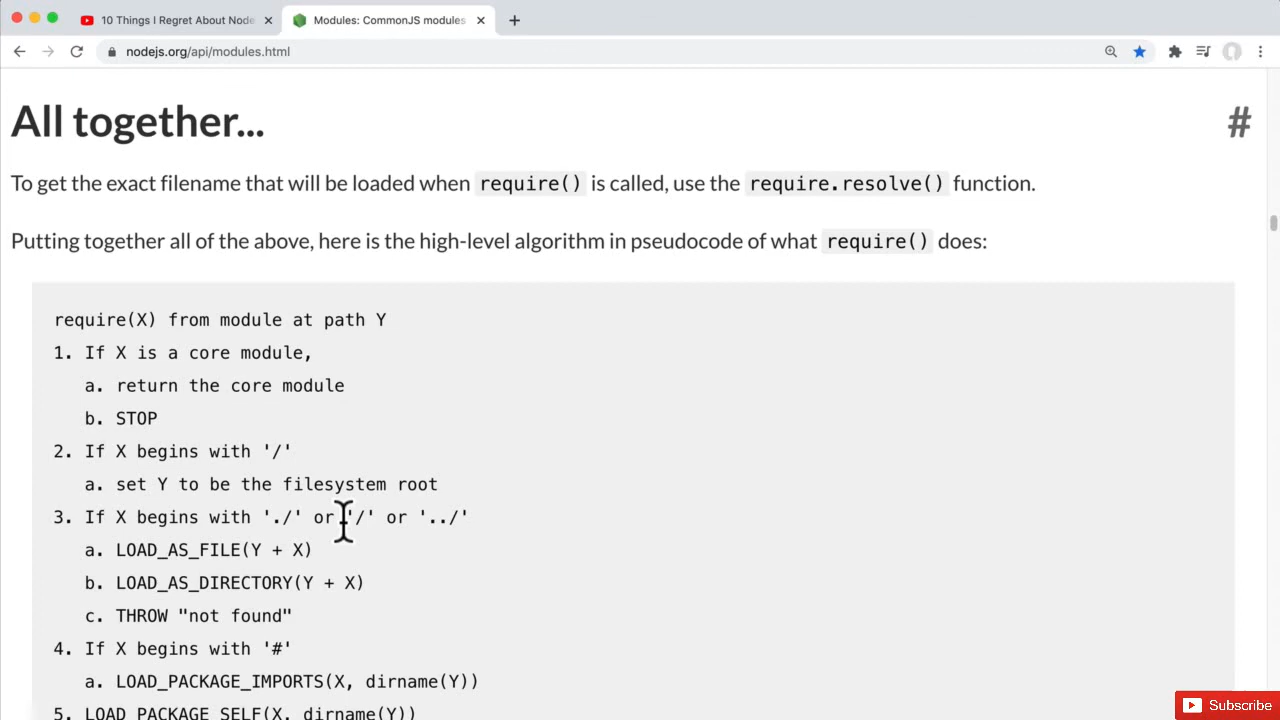 10 Things I Regret About Node
Modules: CommonJS modules
nodejs.org/api/modules.html
All together...
#
To get the exact filename that will be loaded when require() is called, use the require.resolve() function.
Putting together all of the above, here is the high-level algorithm in pseudocode of what require() does:
require(X) from module at path Y
1. If X is a core module,
a. return the core module
b. STOP
2. If X begins with '/'
a. set Y to be the filesystem root
3. If X begins with './' or '/' or '../'
a. LOAD_AS_FILE(Y + X)
b. LOAD_AS_DIRECTORY(Y + X)
c. THROW "not found"
4. If X begins with '#'
a. LOAD_PACKAGE_IMPORTS(X, dirname(Y))
5. LOAD_PACKAGE_SELF(X, dirname(Y))
Subscribe